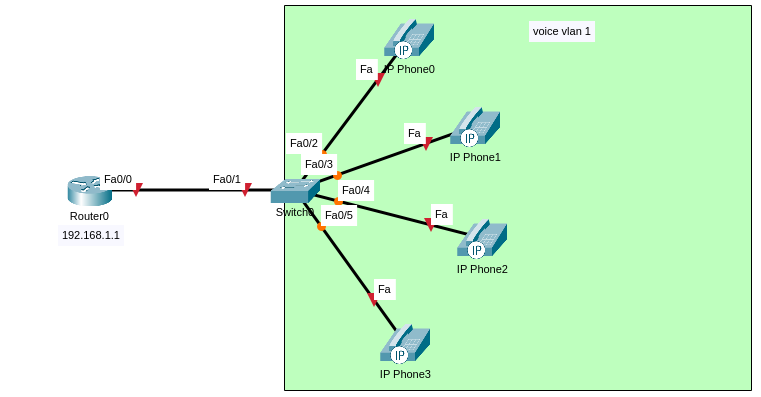 voice vlan 1
IP
Fa
IP Phone0
Fa
IP
IP Phone1
Fa0/2
Fa0/3
Fa0/0
Fa0/1
Fa0/4
Router0
Switch0
Fa0/5
Fa
192.168.1.1
IP
IP Phone2
Fa
IP
IP Phone3